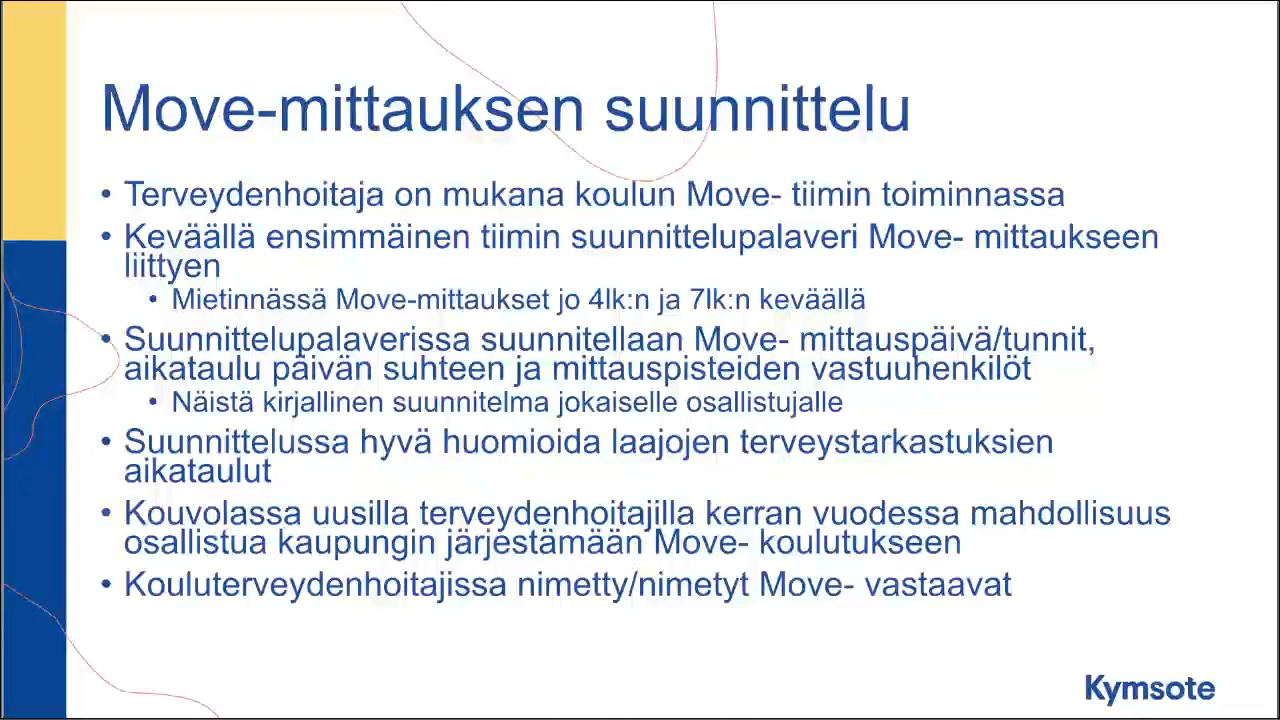 Move-mittauksen suunnittelu
• Terveydenhoitaja on mukana koulun Move- tiimin toiminnassa
• Keväällä ensimmäinen tiimin suunnittelupalaveri Move- mittaukseen
liittyen
• Mietinnässä Move-mittaukset jo 4lk:n ja 7lk:n keväällä
• Suunnittelupalaverissa suunnitellaan Move- mittauspäivä/tunnit,
aikataulu päivän suhteen ja mittauspisteiden vastuuhenkilöt
• Näistä kirjallinen suunnitelma jokaiselle osallistujalle
• Suunnittelussa hyvä huomioida laajojen terveystarkastuksien
aikataulut
• Kouvolassa uusilla terveydenhoitajilla kerran vuodessa mahdollisuus
osallistua kaupungin järjestämään Move- koulutukseen
• Kouluterveydenhoitajissa nimetty/nimetyt Move- vastaavat
Kymsote